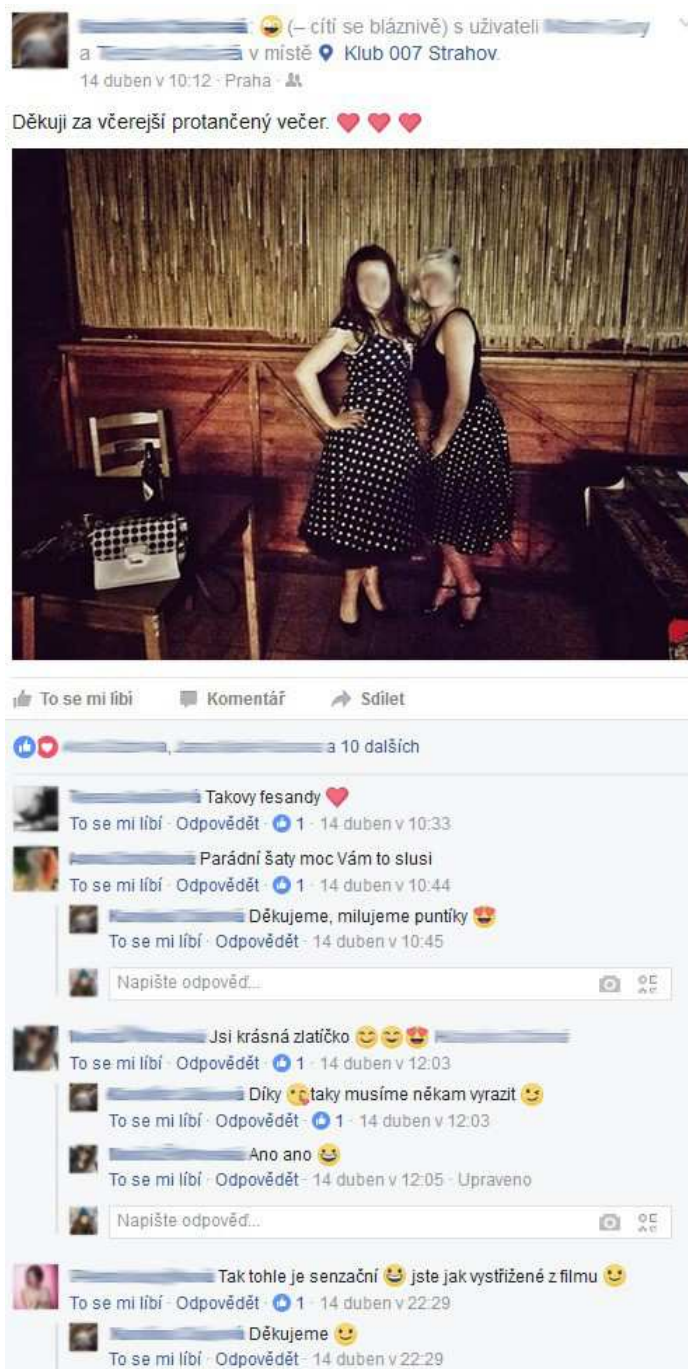 (– cítí se bláznivě) s uživateli
a v místě Klub 007 Strahov.
14 duben v 10:12 · Praha ·
Děkuji za včerejší protančený večer.
To se mi líbí Komentář Sdílet
, a 10 dalších
Takovy fesandy
To se mi líbí · Odpovědět · 1 · 14 duben v 10:33
Parádní šaty moc Vám to slusi
To se mi líbí · Odpovědět · 1 · 14 duben v 10:44
Děkujeme, milujeme puntíky
To se mi líbí · Odpovědět · 14 duben v 10:45
Napište odpověď...
Jsi krásná zlatíčko
To se mi líbí · Odpovědět · 1 · 14 duben v 12:03
Díky taky musíme někam vyrazit
To se mi líbí · Odpovědět · 1 · 14 duben v 12:03
Ano ano
To se mi líbí · Odpovědět · 14 duben v 12:05 · Upraveno
Napište odpověď...
Tak tohle je senzační jste jak vystřižené z filmu
To se mi líbí · Odpovědět · 1 · 14 duben v 22:29
Děkujeme
To se mi líbí · Odpovědět · 14 duben v 22:29